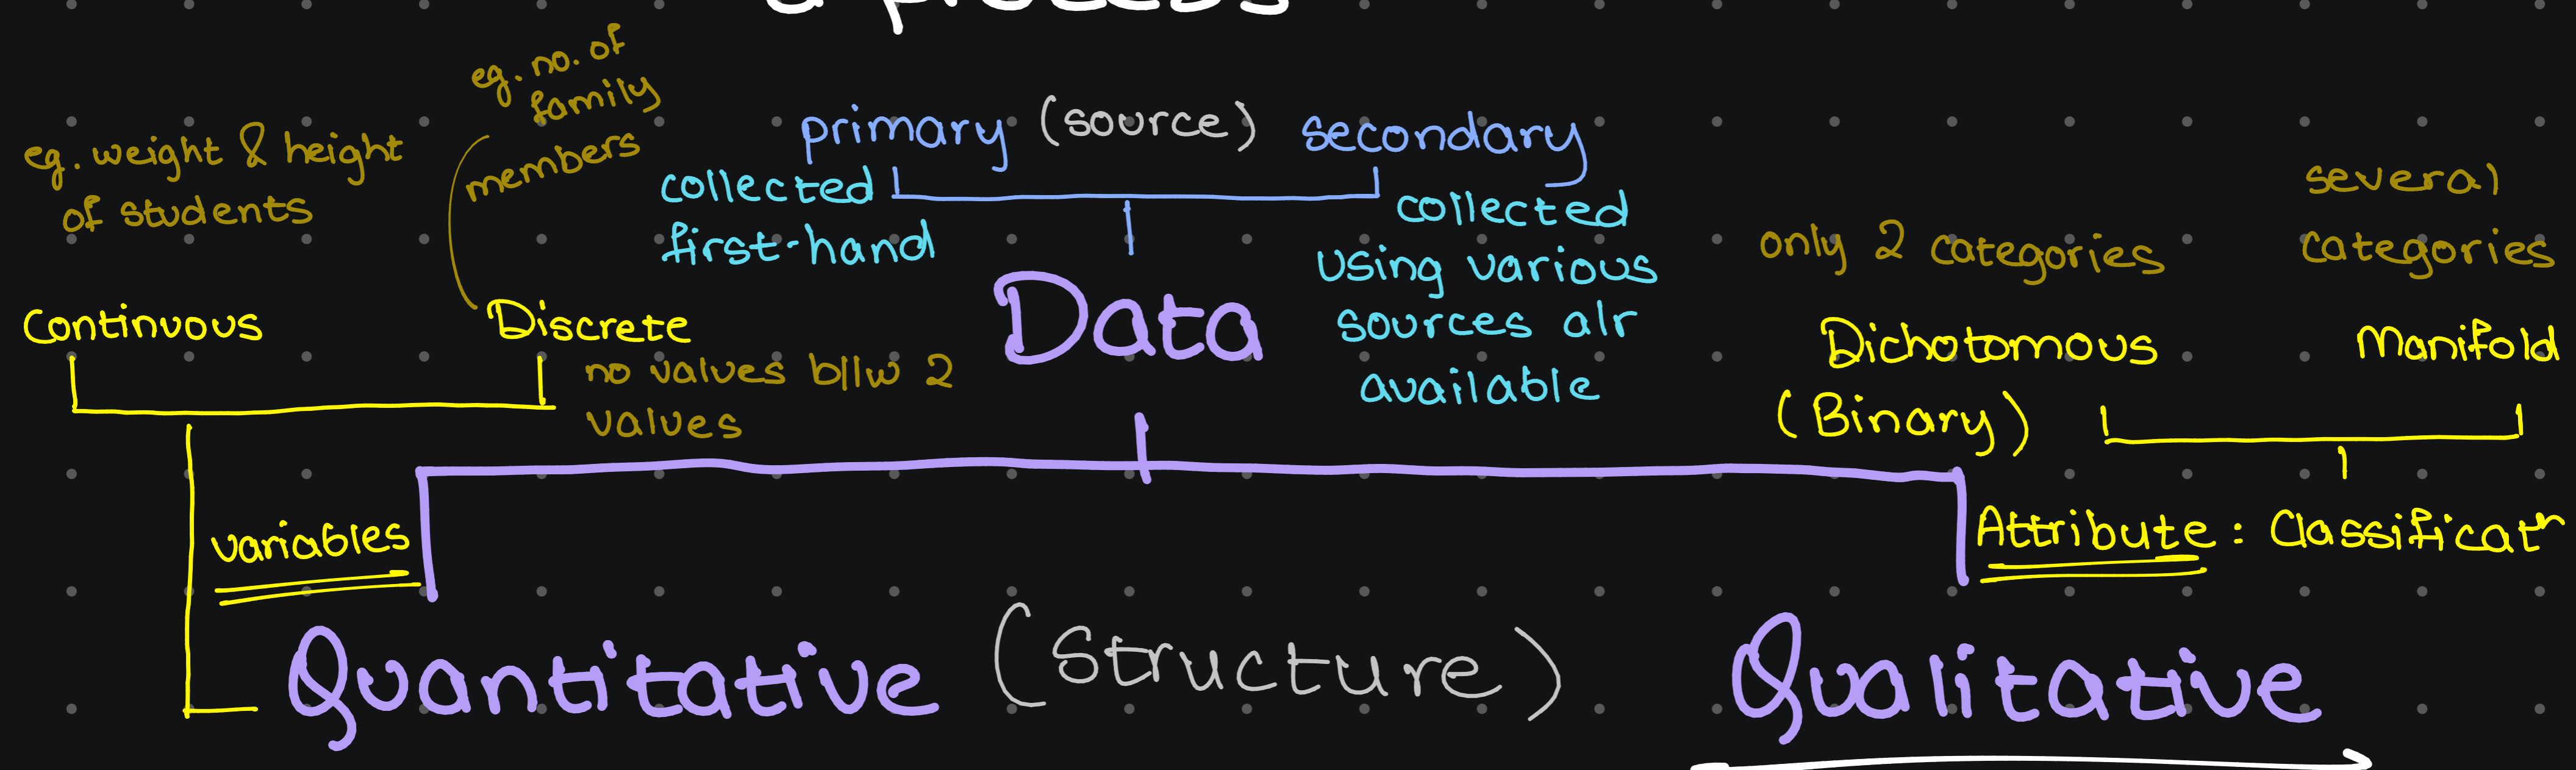 & process
eg. no. of
family
members
primary (source) secondary
eg. weight & height
of students
collected
first-hand
collected
using various
sources alr
available
only 2 categories
several
categories
Continuous
Discrete
no values b/w 2
values
Data
Dichotomous
(Binary)
Manifold
variables
Attribute : Classificatn
Quantitative (Structure) Qualitative